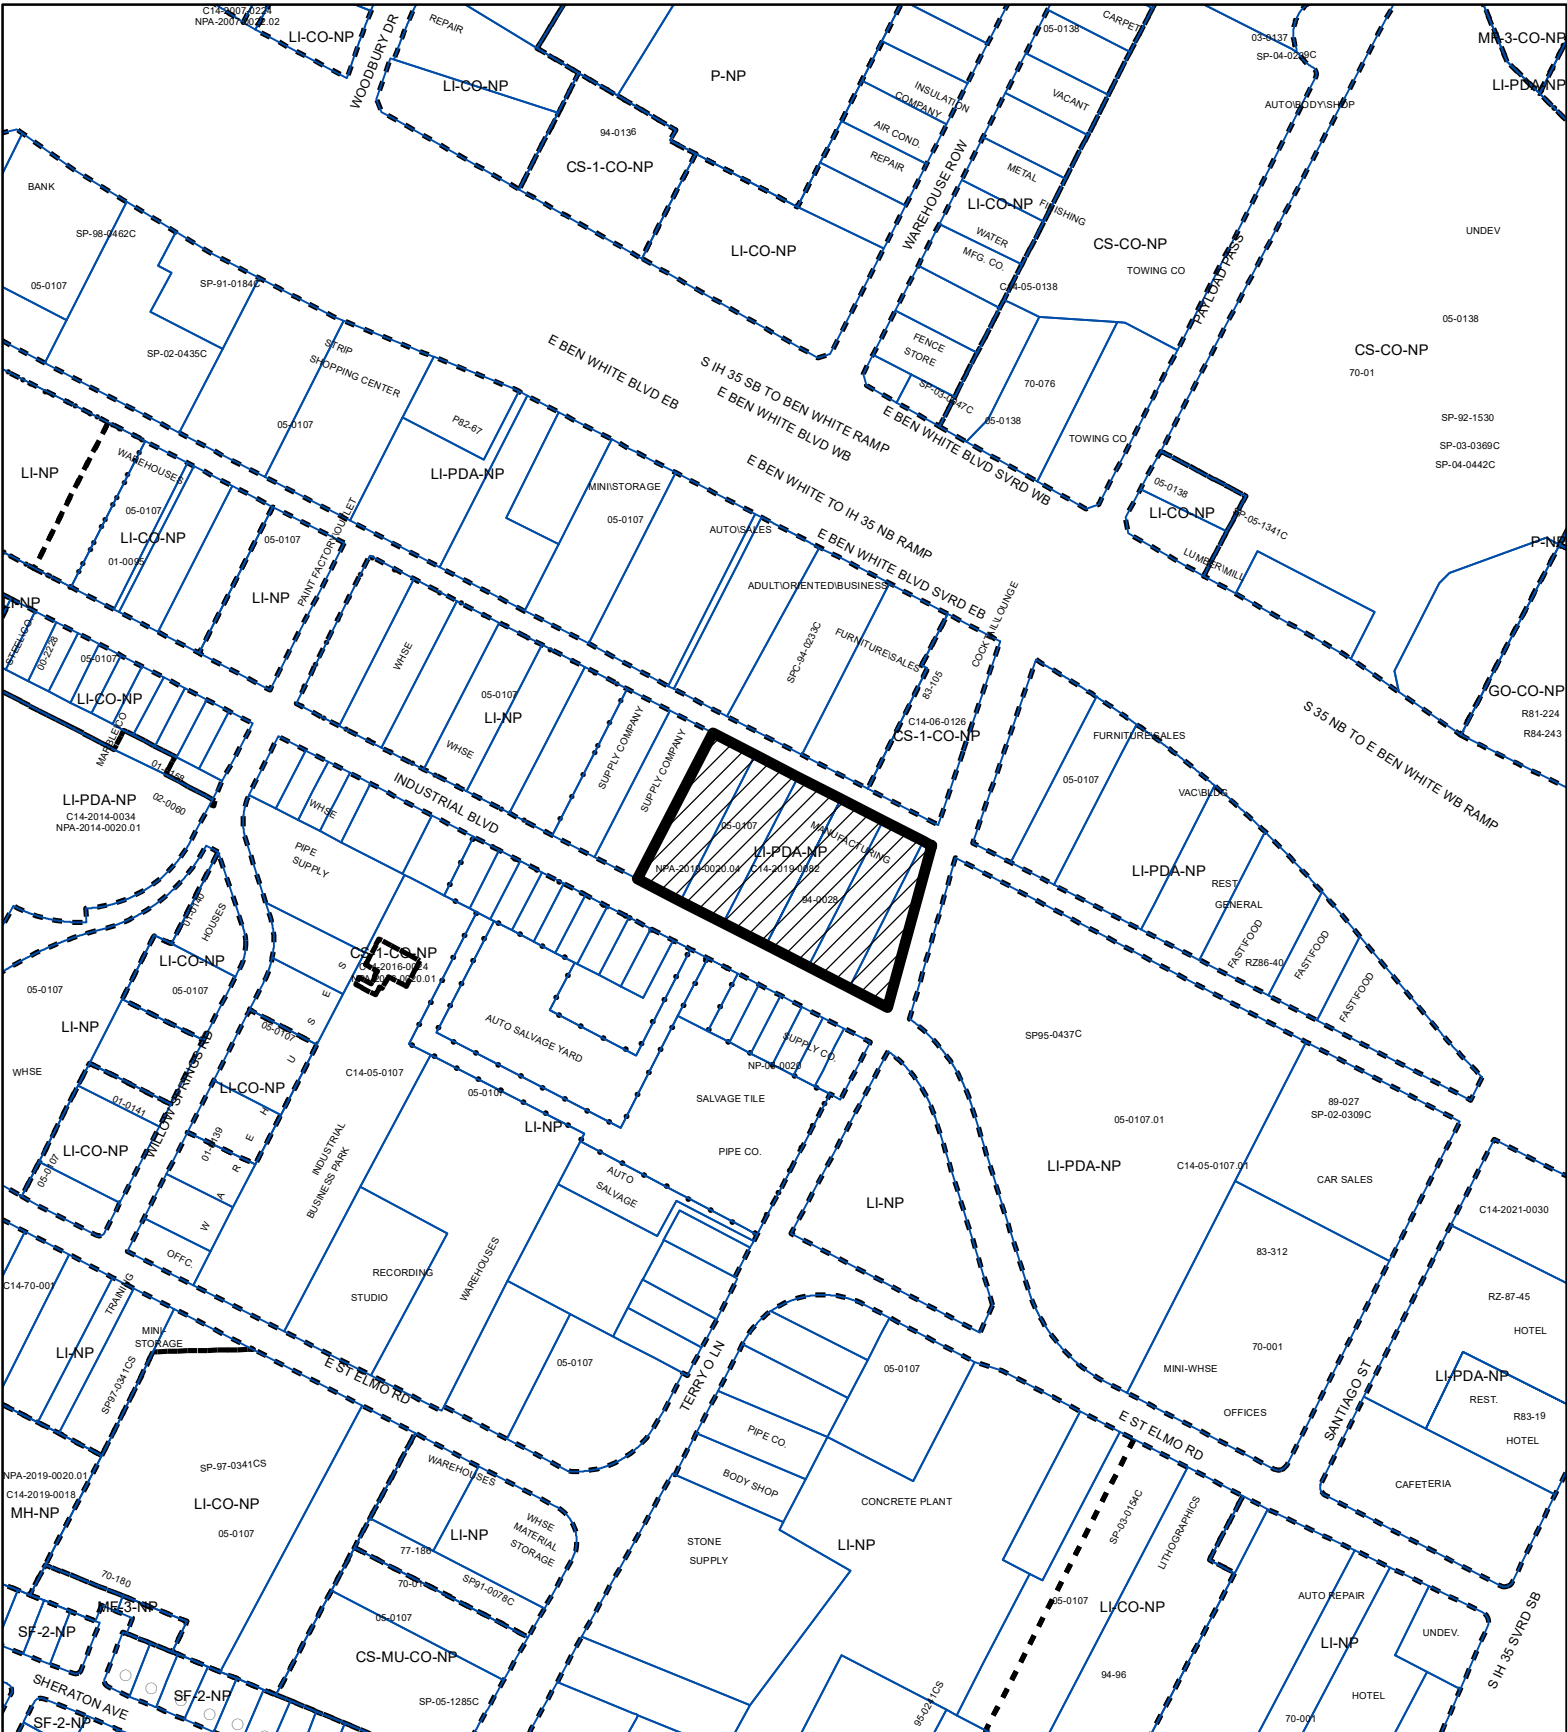 C14-2007-0224
LI-CO-NP
WOODBURY DR
REPAIR
LI-CO-NP
P-NP
94-0136
CS-1-CO-NP
LI-CO-NP
INSULATION
COMPANY
AIR COND.
REPAIR
WAREHOUSE ROW
05-0138
CARPET
VACANT
METAL
FINISHING
LI-CO-NP
WATER
MFG. CO.
C14-05-0138
FENCE
STORE
SP-03-0547C
05-0138
70-076
TOWING CO
CS-CO-NP
TOWING CO
PAYLOAD PASS
03-0137
AUTO\BODY\SHOP
MF-3-CO-NP
LI-PDA-NP
UNDEV
05-0138
CS-CO-NP
70-01
SP-92-1530
SP-03-0369C
SP-04-0442C
05-0138
LI-CO-NP
SP-05-1341C
LUMBER\MILL
P-NP
GO-CO-NP
R81-224
R84-243
S 35 NB TO E BEN WHITE WB RAMP
BANK
SP-98-0462C
05-0107
SP-91-0184C
SP-02-0435C
STRIP
SHOPPING CENTER
05-0107
P82-67
LI-PDA-NP
E BEN WHITE BLVD EB
S IH 35 SB TO BEN WHITE RAMP
E BEN WHITE BLVD WB
E BEN WHITE BLVD SVRD WB
E BEN WHITE TO IH 35 NB RAMP
E BEN WHITE BLVD SVRD EB
MINI\STORAGE
05-0107
AUTO\SALES
ADULT\ORIENTED\BUSINESS
SPC-94-0233C
FURNITURE\SALES
83-105
COCKTAIL\LOUNGE
C14-06-0126
CS-1-CO-NP
LI-NP
WAREHOUSES
05-0107
LI-CO-NP
01-0095
05-0107
PAINT FACTORY\OUTLET
LI-NP
WHSE
05-0107
LI-NP
WHSE
SUPPLY COMPANY
SUPPLY COMPANY
STEEL\CO
00-2228
05-0107
LI-CO-NP
MARBLE\CO
02-0060
LI-PDA-NP
C14-2014-0034
NPA-2014-0020.01
INDUSTRIAL BLVD
WHSE
PIPE
SUPPLY
05-0107
MANUFACTURING
LI-PDA-NP
NPA-2019-0020.04
C14-2019-0082
94-0028
FURNITURE\SALES
05-0107
VAC\BLDG
LI-PDA-NP
REST
GENERAL
FAST\FOOD
RZ86-40
FAST\FOOD
FAST\FOOD
HOUSES
LI-CO-NP
05-0107
05-0107
LI-NP
WHSE
01-0141
LI-CO-NP
05-0107
WILLOW SPRINGS RD
05-0107
LI-CO-NP
01-0139
OFFC.
W A R E H U S E S
CS-1-CO-NP
C14-2016-0024
C14-05-0107
INDUSTRIAL
BUSINESS PARK
AUTO SALVAGE YARD
05-0107
LI-NP
AUTO
SALVAGE
SUPPLY CO.
SALVAGE TILE
PIPE CO.
LI-NP
SP95-0437C
05-0107.01
LI-PDA-NP
C14-05-0107.01
89-027
SP-02-0309C
CAR SALES
83-312
70-001
MINI-WHSE
OFFICES
C14-2021-0030
RZ-87-45
HOTEL
LI-PDA-NP
REST.
R83-19
HOTEL
CAFETERIA
SANTIAGO ST
C14-70-001
TRAINING
LI-NP
MINI-
STORAGE
SP97-0341CS
RECORDING
STUDIO
WAREHOUSES
E ST ELMO RD
05-0107
TERRY O LN
05-0107
PIPE CO.
BODY SHOP
CONCRETE PLANT
E ST ELMO RD
NPA-2019-0020.01
C14-2019-0018
MH-NP
SP-97-0341CS
LI-CO-NP
05-0107
WAREHOUSES
LI-NP
WHSE
MATERIAL
STORAGE
77-186
SP91-0078C
05-0107
CS-MU-CO-NP
SP-05-1285C
70-180
MF-3-NP
SF-2-NP
SHERATON AVE
SF-2-NP
SF-2-NP
STONE
SUPPLY
LI-NP
SP-03-0154C
LITHOGRAPHICS
05-0107
LI-CO-NP
94-96
AUTO REPAIR
LI-NP
UNDEV.
HOTEL
70-001
S IH 35 SVRD SB